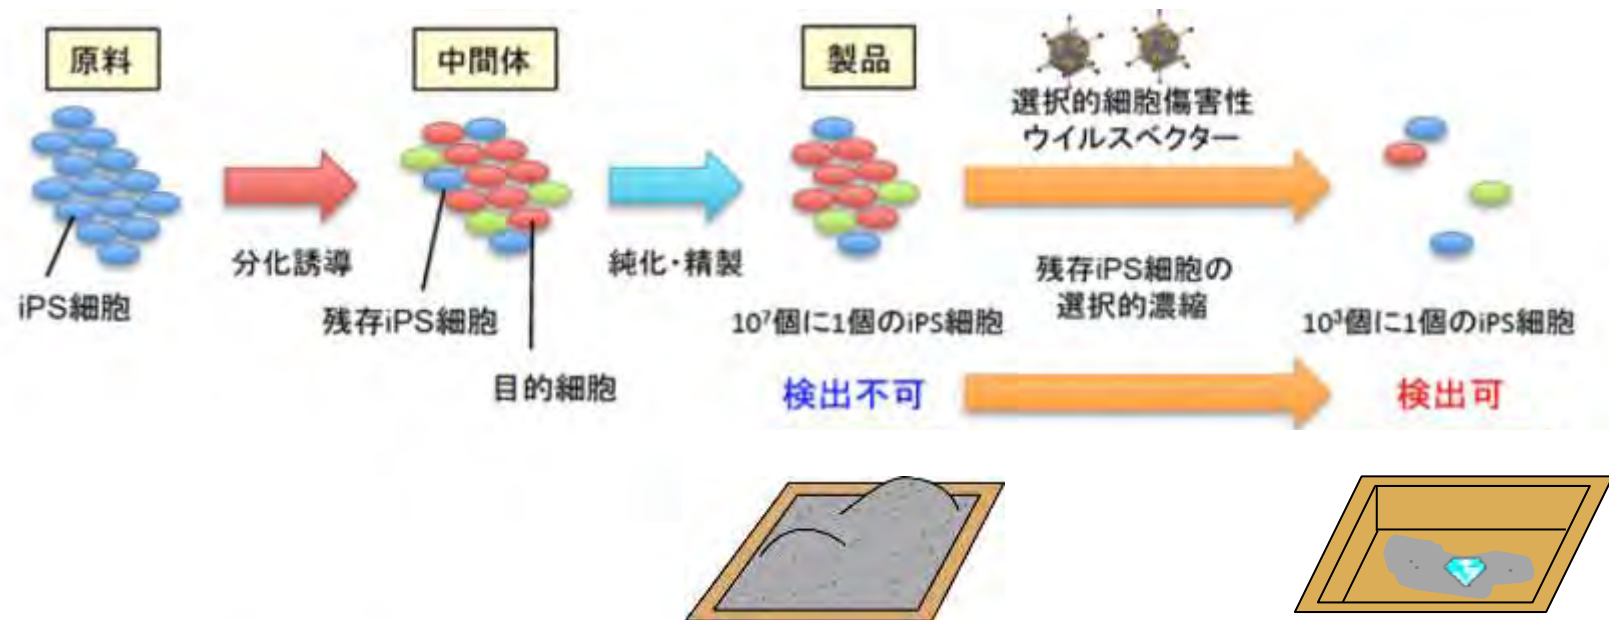 原料
中間体
製品
選択的細胞傷害性
ウイルスベクター
分化誘導
純化・精製
残存iPS細胞の
選択的濃縮
iPS細胞
残存iPS細胞
目的細胞
10⁷個に1個のiPS細胞
10³個に1個のiPS細胞
検出不可
検出可